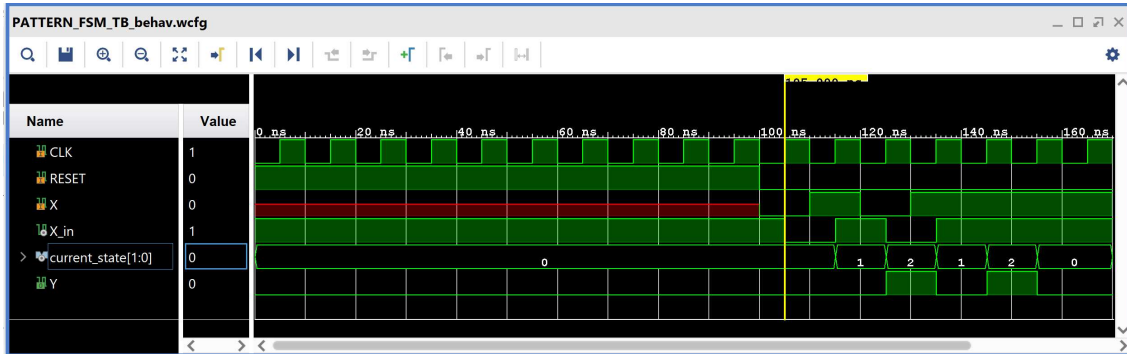 PATTERN_FSM_TB_behav.wcfg
Name Value
0 ns 20 ns 40 ns 60 ns 80 ns 100 ns 120 ns 140 ns 160 ns
CLK 1
RESET 0
X 0
X_in 1
current_state[1:0] 0 0 1 2 1 2 0
Y 0